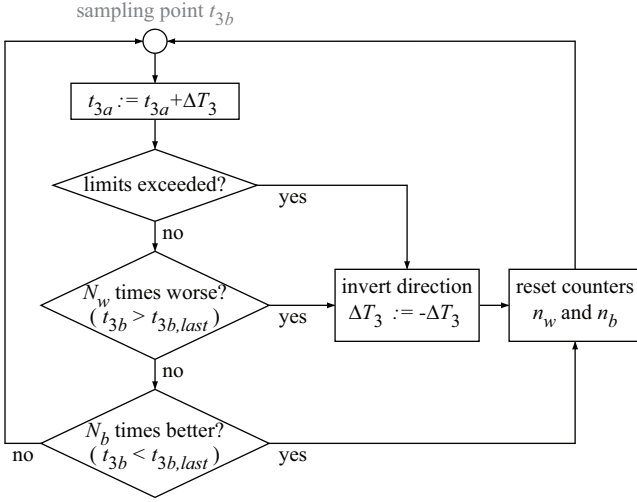 sampling point t3b
t3a := t3a+ΔT3
limits exceeded?
yes
no
Nw times worse?
( t3b > t3b,last )
yes
invert direction
ΔT3 := -ΔT3
reset counters
nw and nb
no
Nb times better?
( t3b < t3b,last )
no
yes